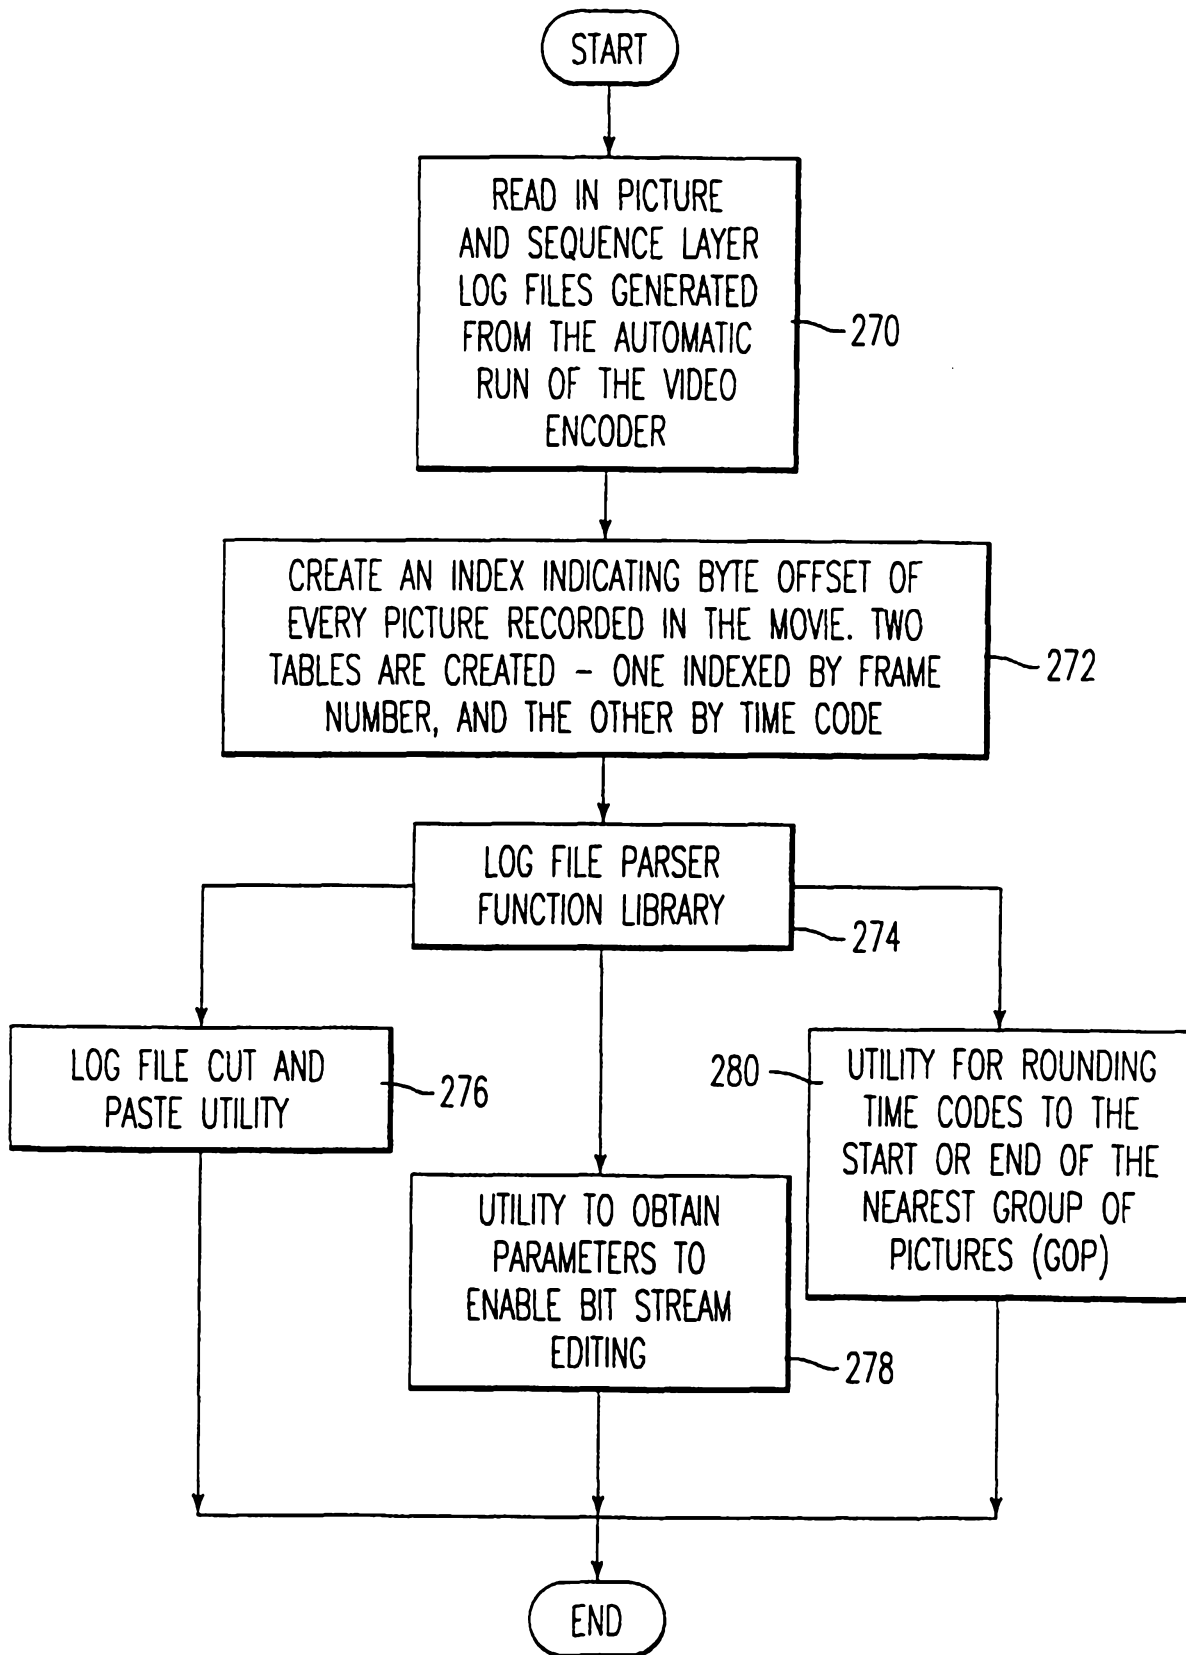 START
READ IN PICTURE
AND SEQUENCE LAYER
LOG FILES GENERATED
FROM THE AUTOMATIC
RUN OF THE VIDEO
ENCODER
270
CREATE AN INDEX INDICATING BYTE OFFSET OF
EVERY PICTURE RECORDED IN THE MOVIE. TWO
TABLES ARE CREATED – ONE INDEXED BY FRAME
NUMBER, AND THE OTHER BY TIME CODE
272
LOG FILE PARSER
FUNCTION LIBRARY
274
LOG FILE CUT AND
PASTE UTILITY
276
UTILITY TO OBTAIN
PARAMETERS TO
ENABLE BIT STREAM
EDITING
278
280
UTILITY FOR ROUNDING
TIME CODES TO THE
START OR END OF THE
NEAREST GROUP OF
PICTURES (GOP)
END